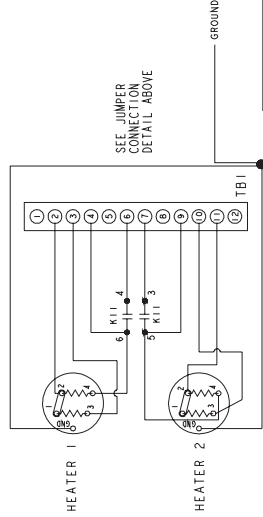 GROUND
SEE JUMPER
CONNECTION
DETAIL ABOVE
TB1
1
2
3
4
5
6
7
8
9
10
11
12
4
3
K11
K11
6
5
HEATER 1
1
2
3
4
GND
HEATER 2
1
2
3
4
GND